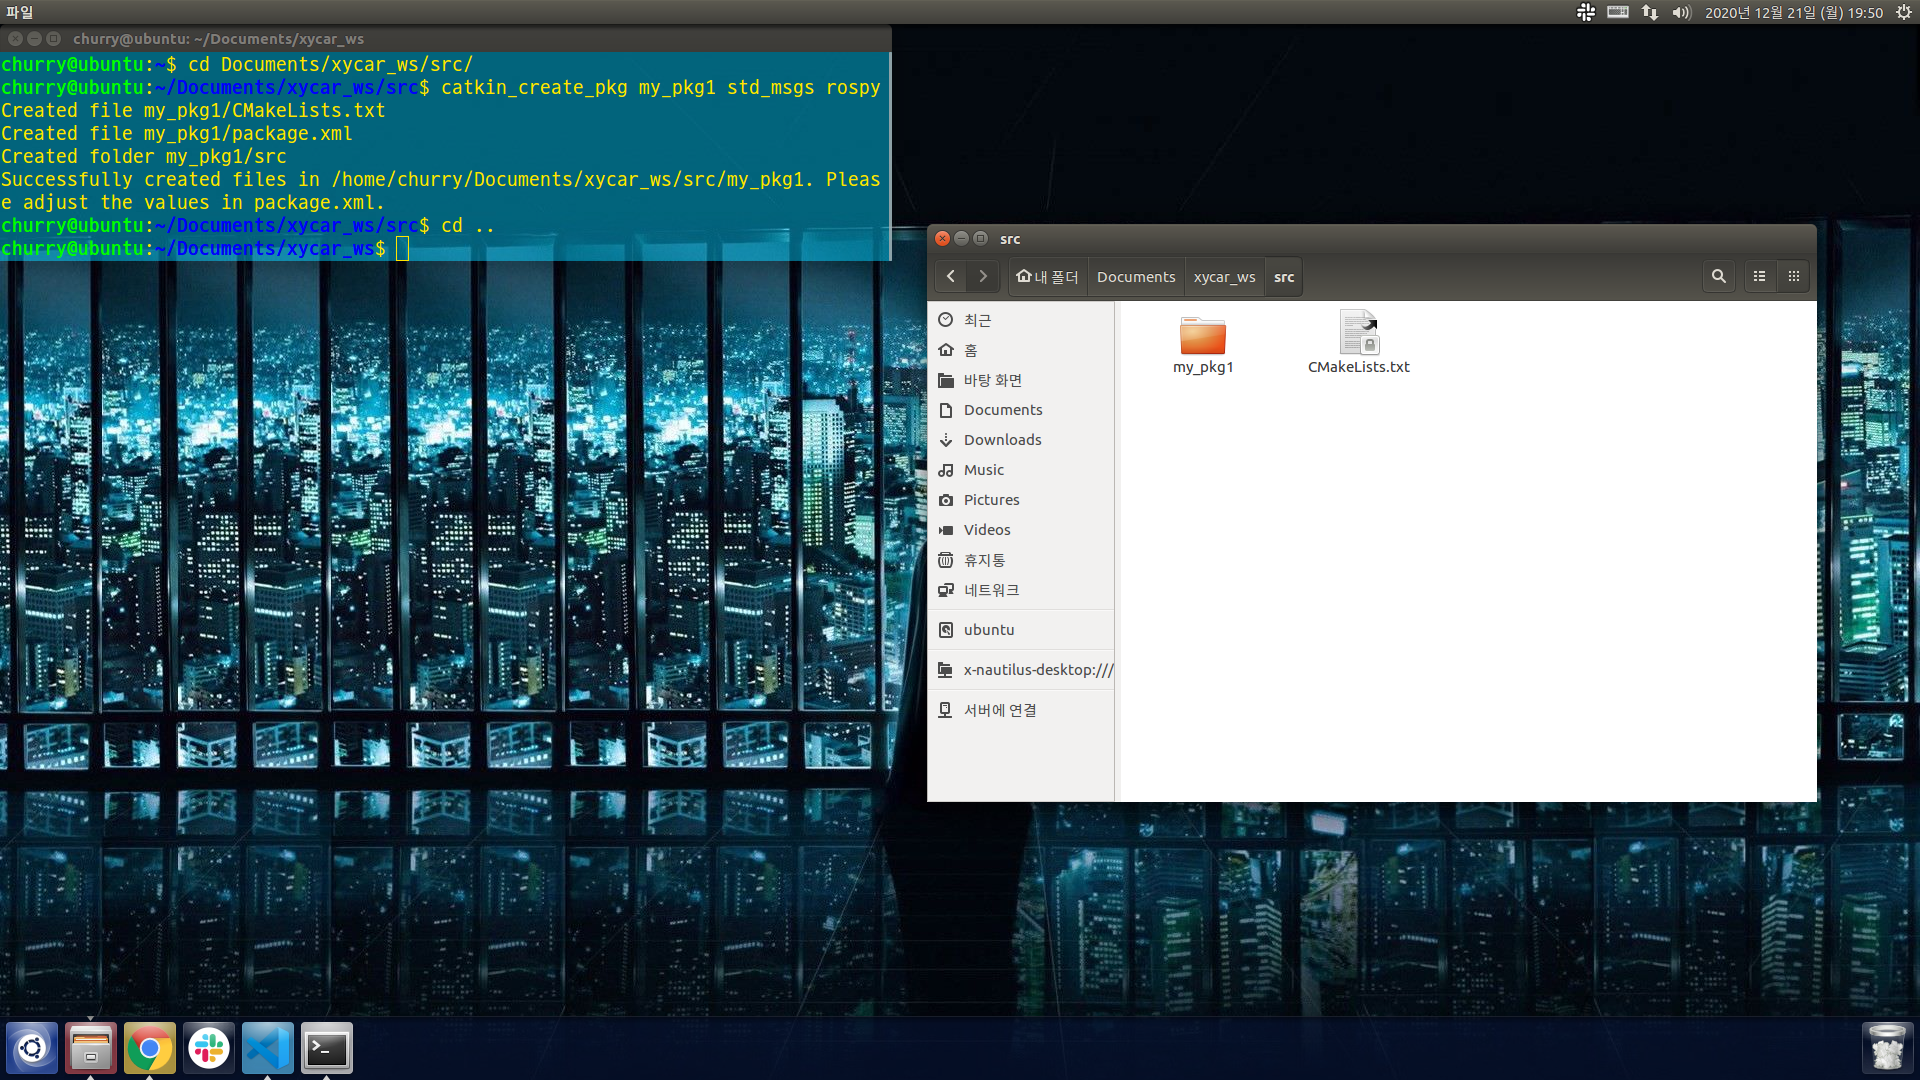 파일
2020년 12월 21일 (월) 19:50
churry@ubuntu: ~/Documents/xycar_ws
churry@ubuntu:~$ cd Documents/xycar_ws/src/
churry@ubuntu:~/Documents/xycar_ws/src$ catkin_create_pkg my_pkg1 std_msgs rospy
Created file my_pkg1/CMakeLists.txt
Created file my_pkg1/package.xml
Created folder my_pkg1/src
Successfully created files in /home/churry/Documents/xycar_ws/src/my_pkg1. Pleas
e adjust the values in package.xml.
churry@ubuntu:~/Documents/xycar_ws/src$ cd ..
churry@ubuntu:~/Documents/xycar_ws$
src
내 폴더 Documents xycar_ws src
최근
홈
바탕 화면
Documents
Downloads
Music
Pictures
Videos
휴지통
네트워크
ubuntu
x-nautilus-desktop:///
서버에 연결
my_pkg1
CMakeLists.txt